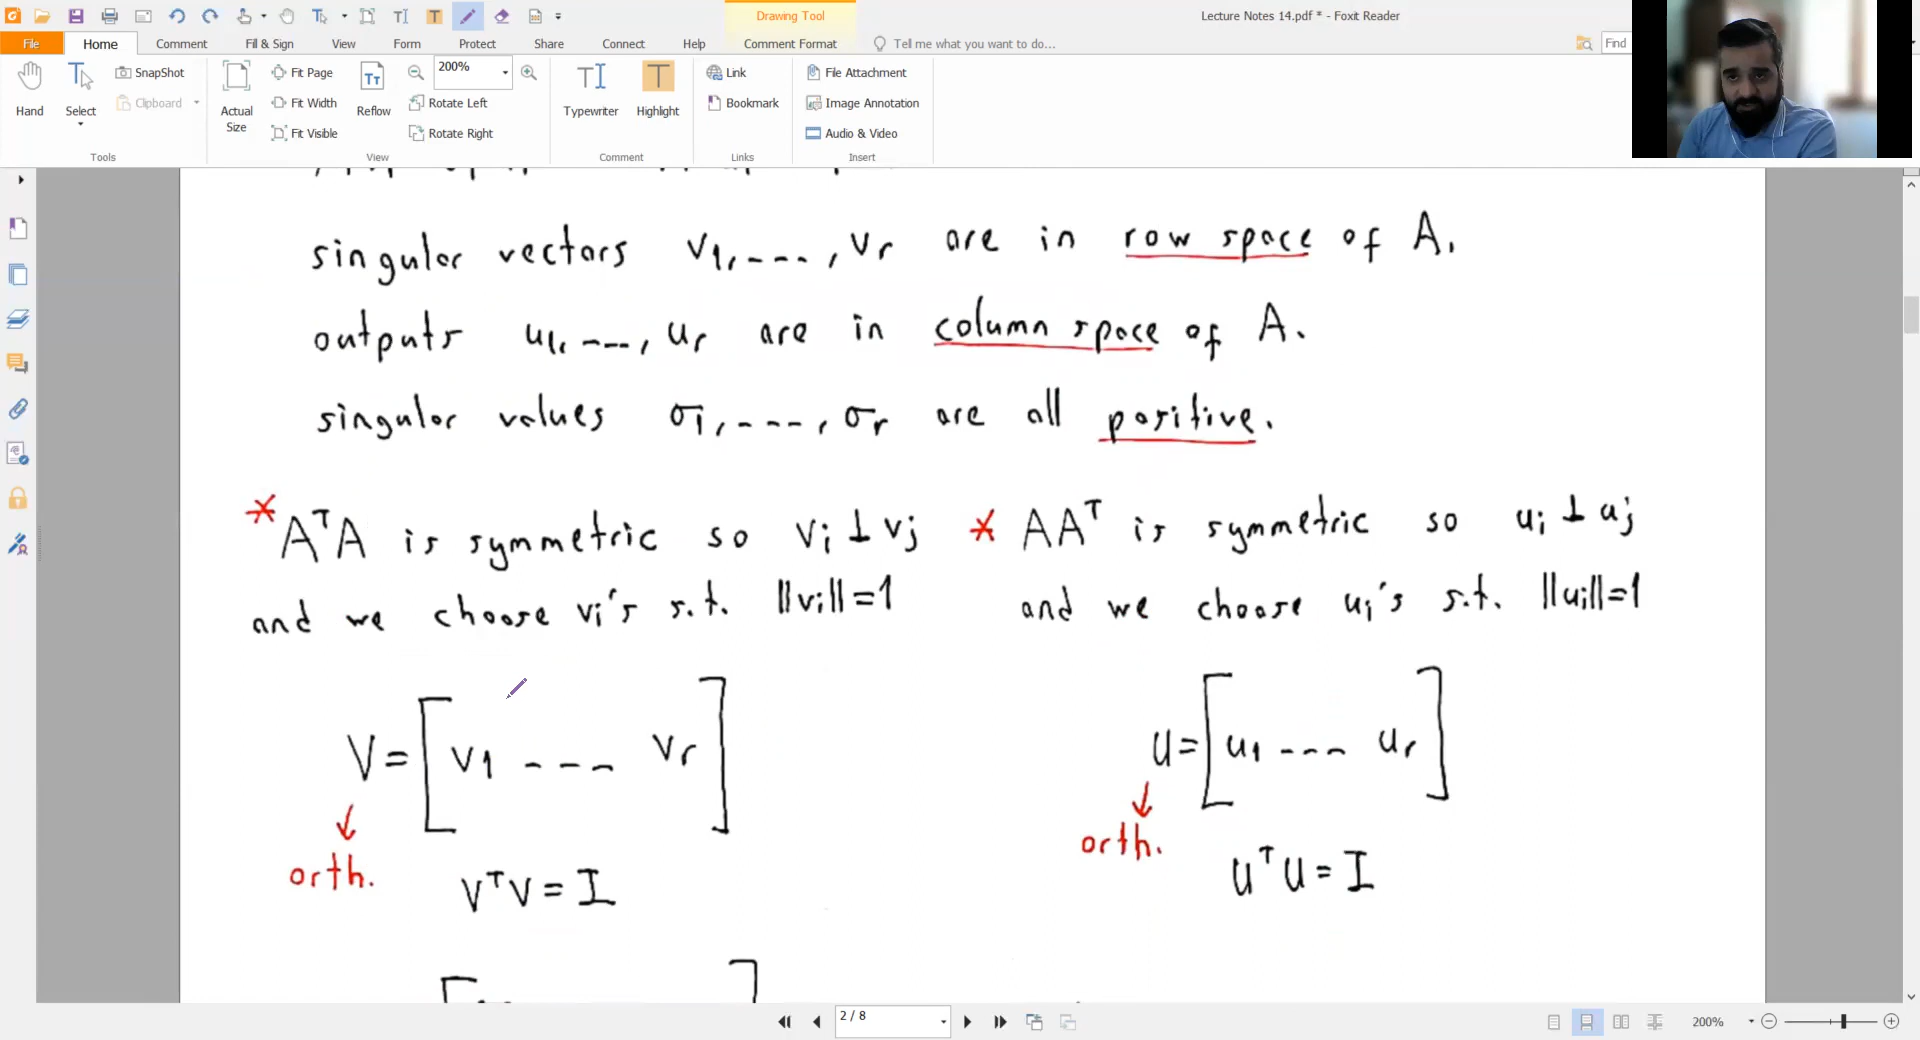 Drawing Tool
Lecture Notes 14.pdf * - Foxit Reader
File Home Comment Fill & Sign View Form Protect Share Connect Help Comment Format Tell me what you want to do... Find
Hand Select SnapShot Clipboard Actual Size Fit Page Fit Width Fit Visible Reflow 200% Rotate Left Rotate Right Typewriter Highlight Link Bookmark File Attachment Image Annotation Audio & Video
Tools View Comment Links Insert
singular vectors v1, ----, vr are in row space of A.
outputs u1, ----, ur are in column space of A.
singular values σ1, ----, σr are all positive.
* AᵀA is symmetric so vi ⊥ vj
and we choose vi's s.t. ||vi||=1
* AAᵀ is symmetric so ui ⊥ uj
and we choose ui's s.t. ||ui||=1
V = [v1 --- vr]
orth.
VᵀV = I
U = [u1 --- ur]
orth.
UᵀU = I
2 / 8
200%